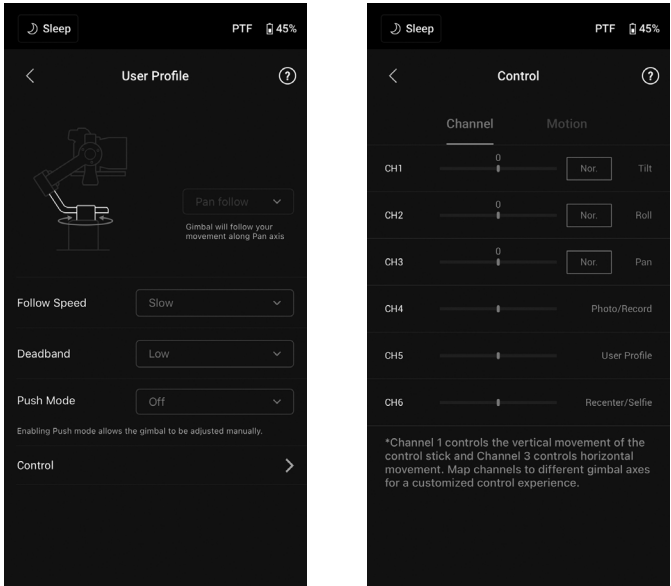 Sleep
PTF 45%
User Profile
?
Pan follow
Gimbal will follow your
movement along Pan axis
Follow Speed Slow
Deadband Low
Push Mode Off
Enabling Push mode allows the gimbal to be adjusted manually.
Control
Sleep
PTF 45%
Control
?
Channel Motion
CH1 0 Nor. Tilt
CH2 0 Nor. Roll
CH3 0 Nor. Pan
CH4 Photo/Record
CH5 User Profile
CH6 Recenter/Selfie
*Channel 1 controls the vertical movement of the
control stick and Channel 3 controls horizontal
movement. Map channels to different gimbal axes
for a customized control experience.